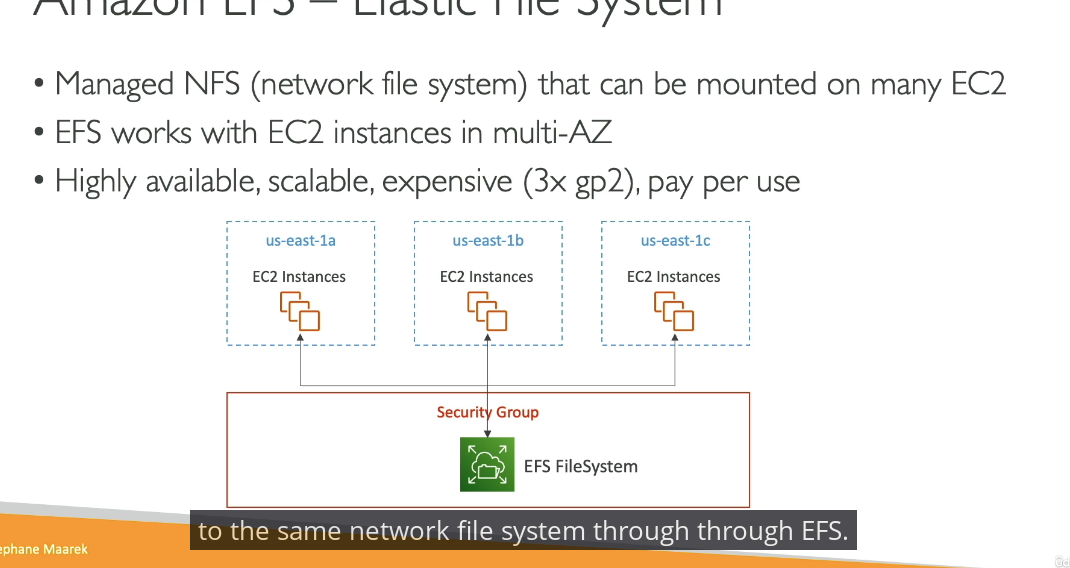 Amazon EFS – Elastic File System
• Managed NFS (network file system) that can be mounted on many EC2
• EFS works with EC2 instances in multi-AZ
• Highly available, scalable, expensive (3x gp2), pay per use
us-east-1a
us-east-1b
us-east-1c
EC2 Instances
EC2 Instances
EC2 Instances
Security Group
EFS FileSystem
to the same network file system through through EFS.
ephane Maarek